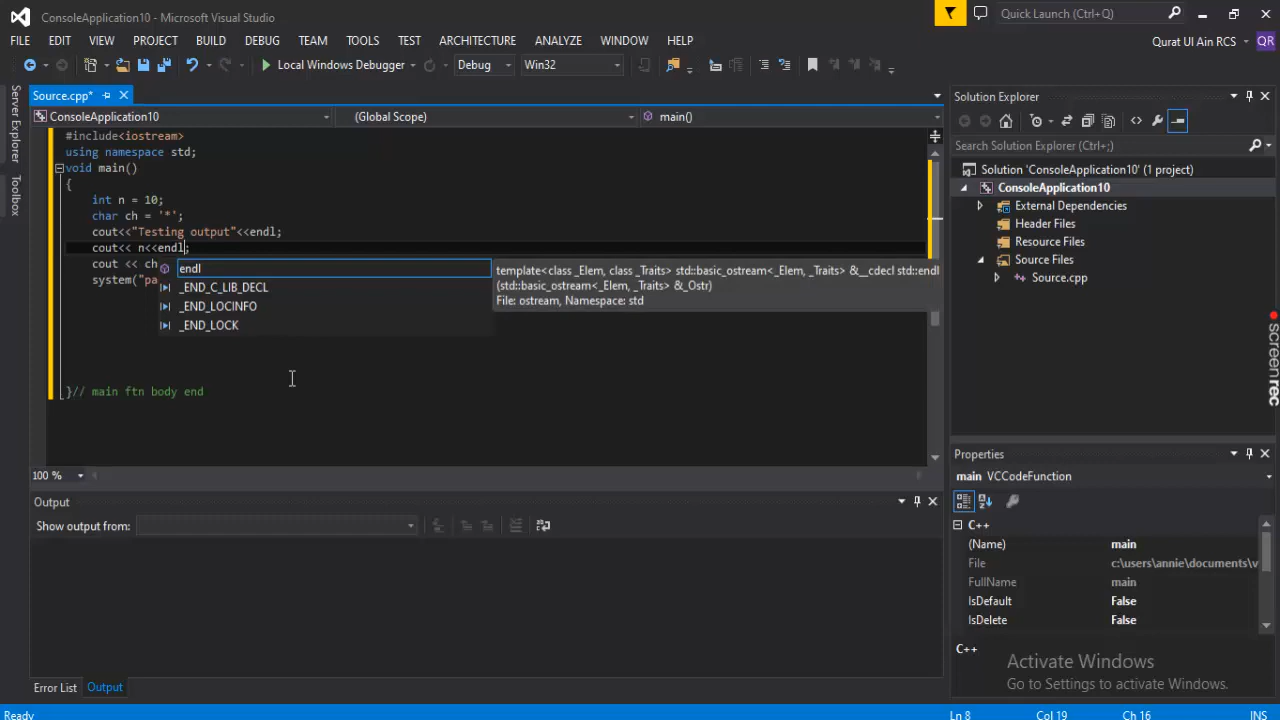 ConsoleApplication10 - Microsoft Visual Studio
Quick Launch (Ctrl+Q)
FILE EDIT VIEW PROJECT BUILD DEBUG TEAM TOOLS TEST ARCHITECTURE ANALYZE WINDOW HELP
Qurat Ul Ain RCS QR
Local Windows Debugger Debug Win32
Server Explorer
Toolbox
Source.cpp*
ConsoleApplication10 (Global Scope) main()
#include<iostream>
using namespace std;
void main()
{
int n = 10;
char ch = '*';
cout<<"Testing output"<<endl;
cout<< n<<endl;
cout << ch
system("pa
endl
_END_C_LIB_DECL
_END_LOCINFO
_END_LOCK
template<class _Elem, class _Traits> std::basic_ostream<_Elem, _Traits> &__cdecl std::endl
(std::basic_ostream<_Elem, _Traits> &_Ostr)
File: ostream, Namespace: std
}// main ftn body end
100 %
Output
Show output from:
Error List Output
Solution Explorer
Search Solution Explorer (Ctrl+;)
Solution 'ConsoleApplication10' (1 project)
ConsoleApplication10
External Dependencies
Header Files
Resource Files
Source Files
Source.cpp
screenrec
Properties
main VCCodeFunction
C++
(Name) main
File c:\users\annie\documents\v
FullName main
IsDefault False
IsDelete False
C++
Activate Windows
Go to Settings to activate Windows.
Ready Ln 8 Col 19 Ch 16 INS